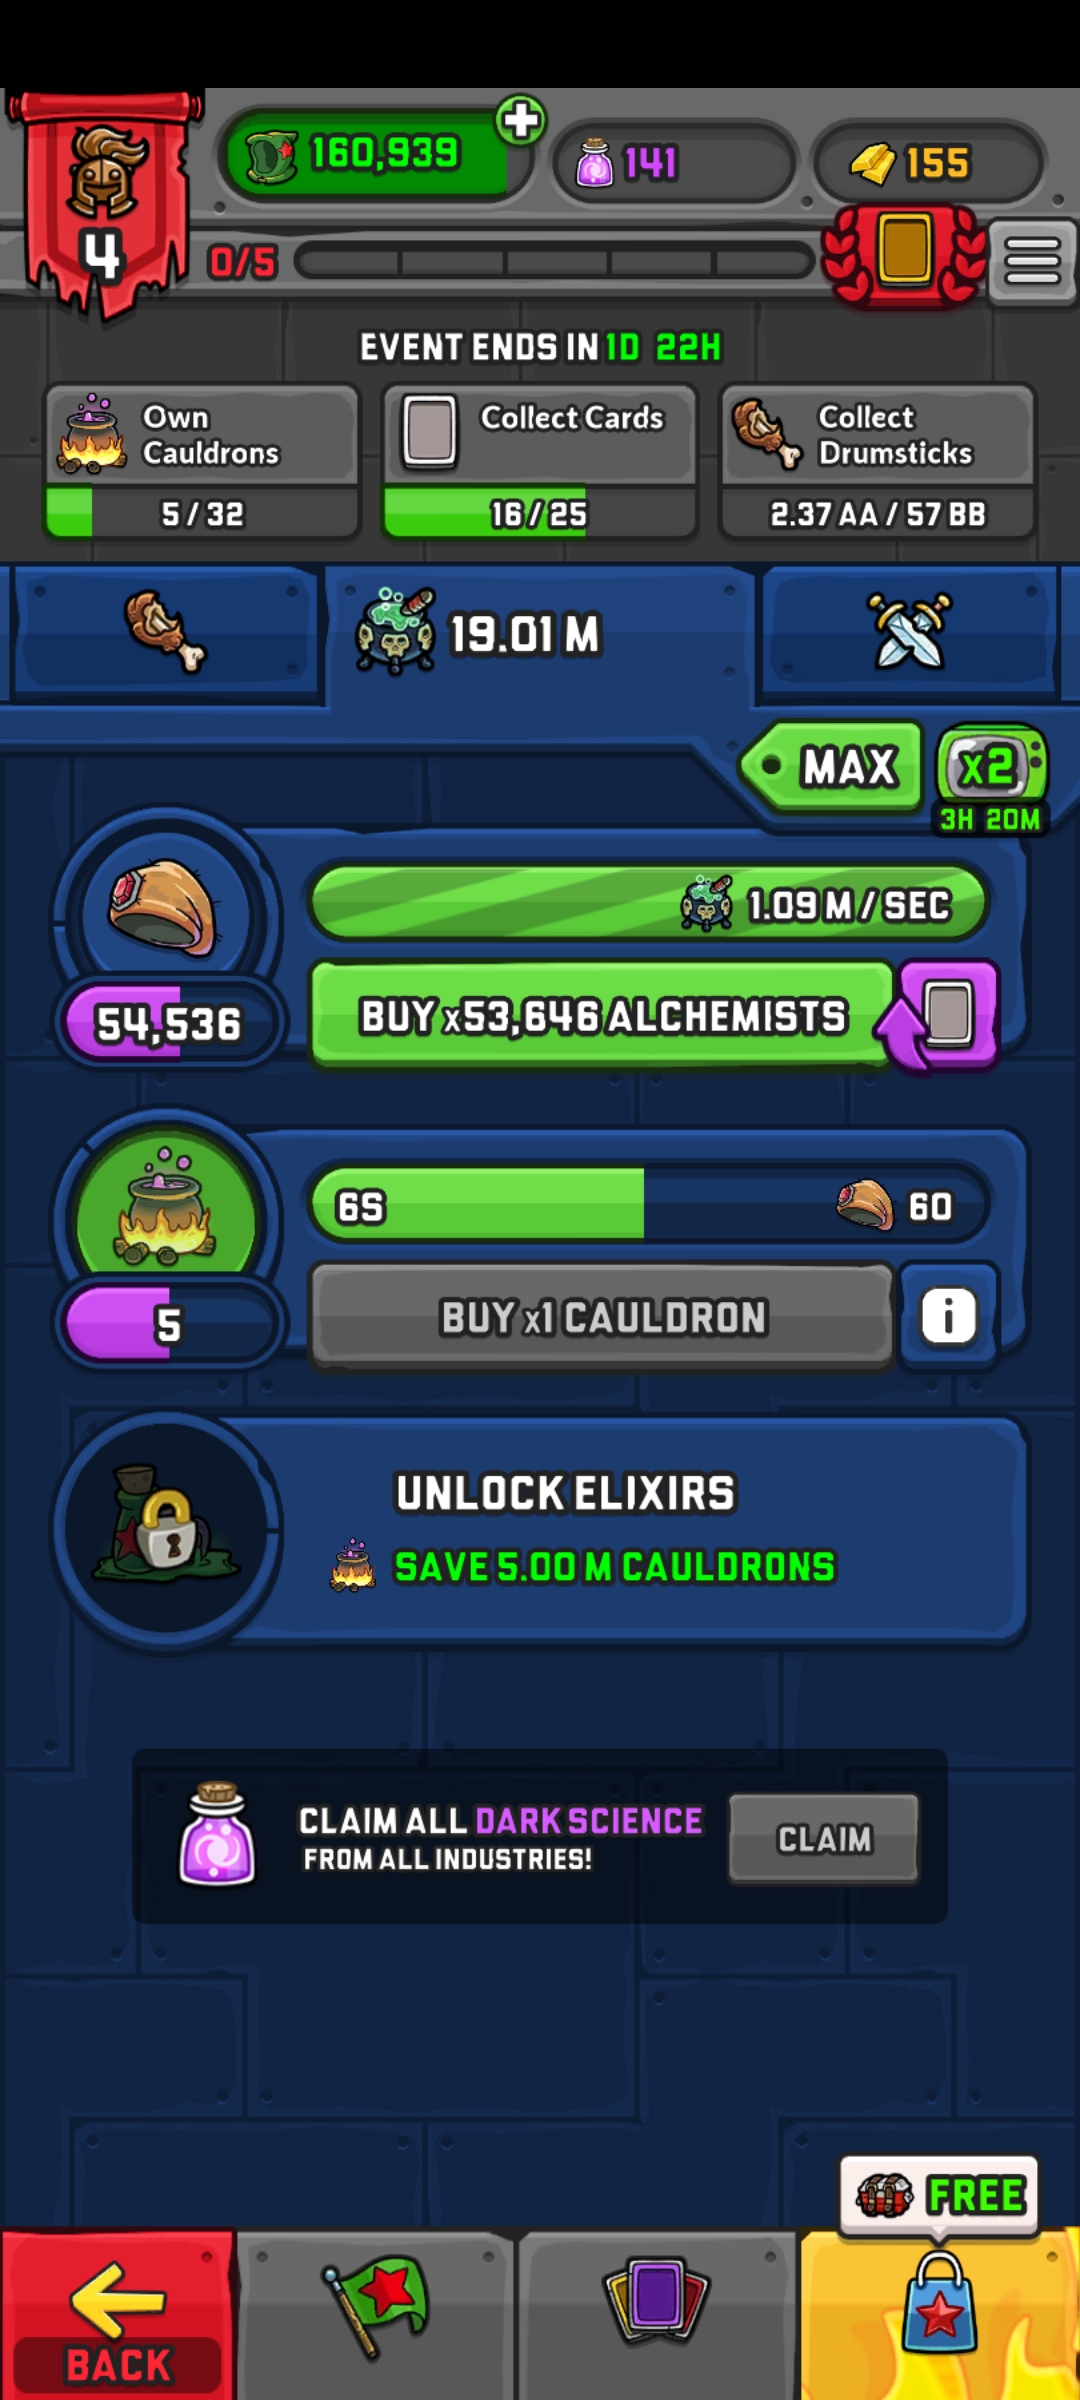 160,939
141
155
4
0/5
EVENT ENDS IN 1D 22H
Own
Cauldrons
5 / 32
Collect Cards
16 / 25
Collect
Drumsticks
2.37 AA / 57 BB
19.01 M
MAX
x2
3H 20M
1.09 M / SEC
54,536
BUY x53,646 ALCHEMISTS
6S
60
5
BUY x1 CAULDRON
i
UNLOCK ELIXIRS
SAVE 5.00 M CAULDRONS
CLAIM ALL DARK SCIENCE
FROM ALL INDUSTRIES!
CLAIM
FREE
BACK